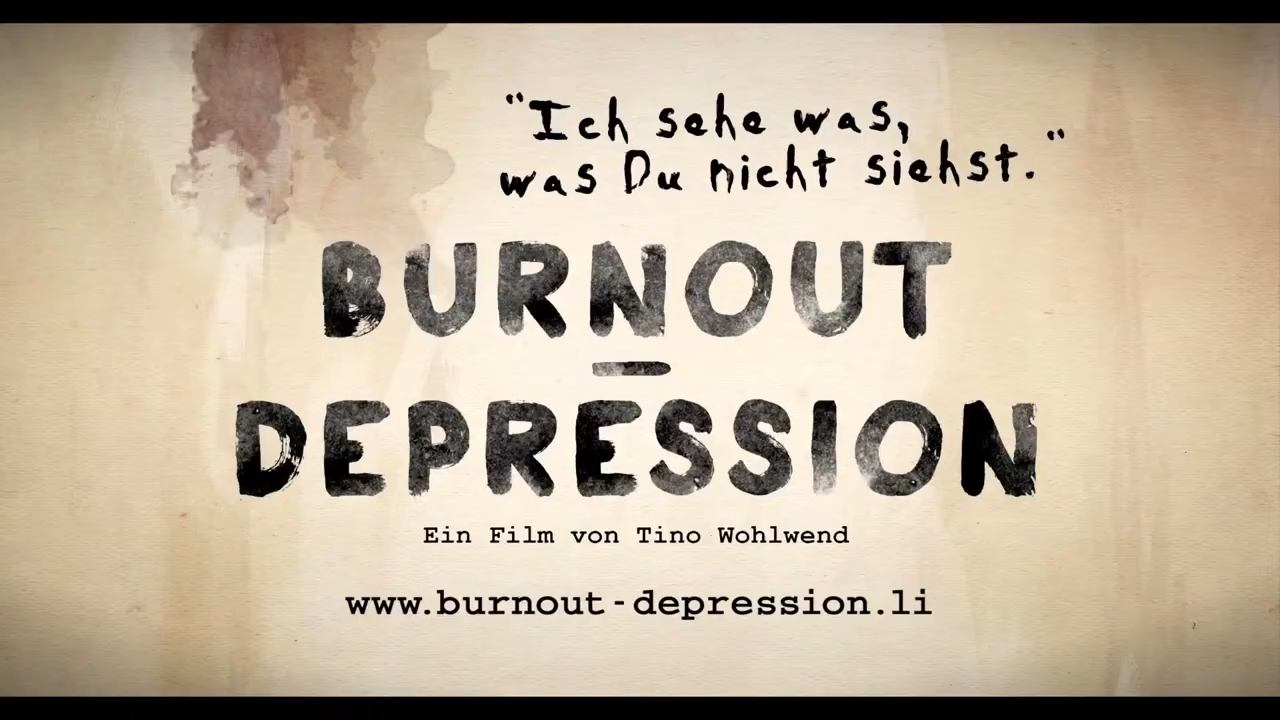 "Ich sehe was,
was Du nicht siehst."
BURNOUT
-
DEPRESSION
Ein Film von Tino Wohlwend
www.burnout-depression.li